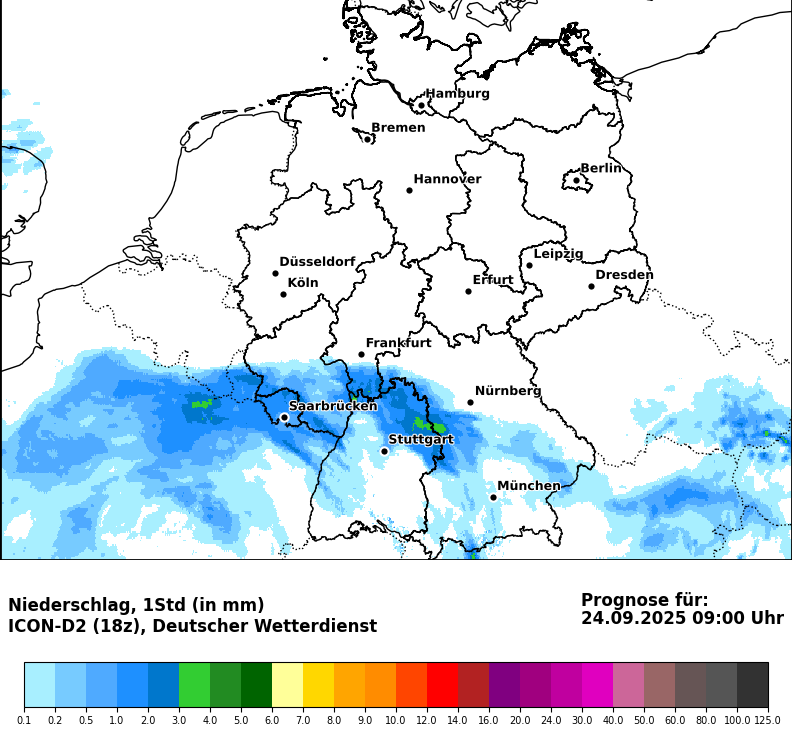 Hamburg
Bremen
Berlin
Hannover
Leipzig
Düsseldorf
Dresden
Köln
Erfurt
Frankfurt
Nürnberg
Saarbrücken
Stuttgart
München
Niederschlag, 1Std (in mm)
ICON-D2 (18z), Deutscher Wetterdienst
Prognose für:
24.09.2025 09:00 Uhr
0.1 0.2 0.5 1.0 2.0 3.0 4.0 5.0 6.0 7.0 8.0 9.0 10.0 12.0 14.0 16.0 20.0 24.0 30.0 40.0 50.0 60.0 80.0 100.0 125.0